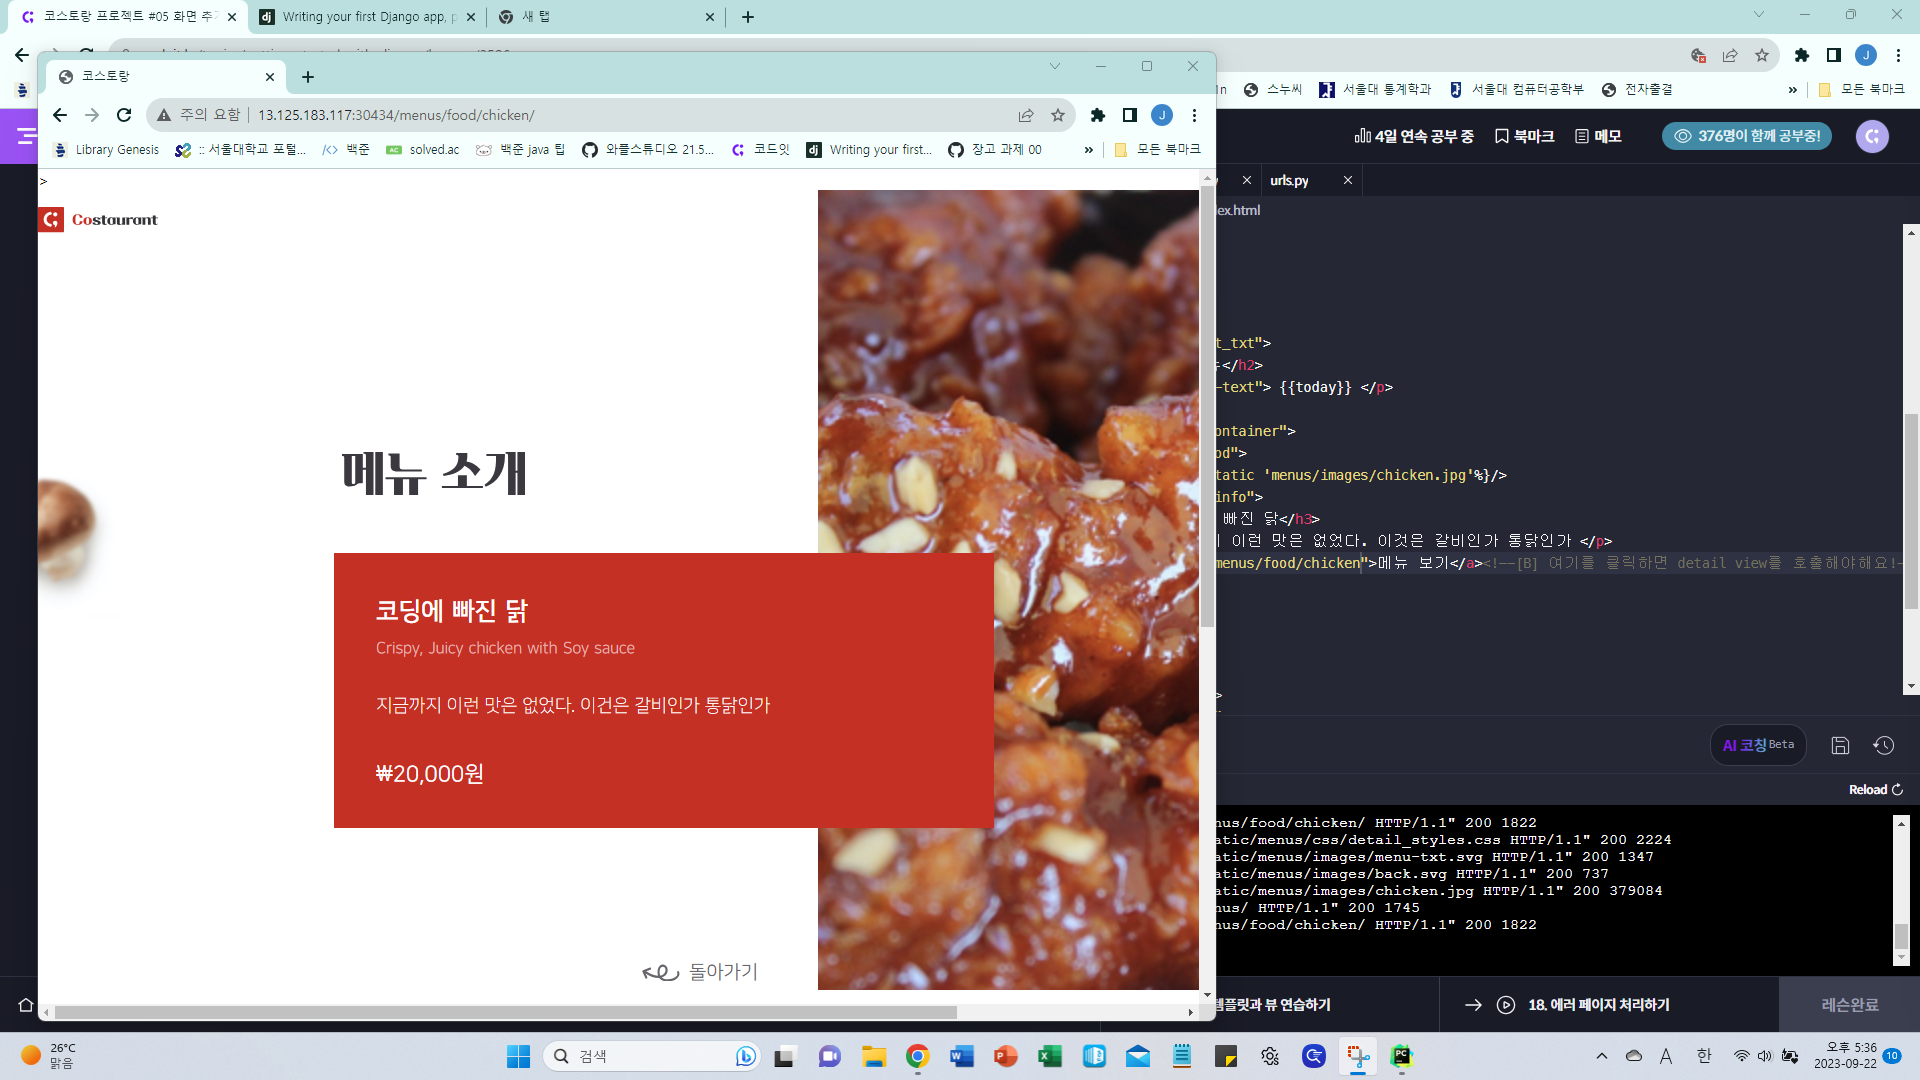 코스토랑 프로젝트 #05 화면 추가
Writing your first Django app, p
새 탭
코스토랑
주의 요함
13.125.183.117:30434/menus/food/chicken/
Library Genesis
:: 서울대학교 포털...
백준
solved.ac
백준 java 팁
와플스튜디오 21.5...
코드잇
Writing your first...
장고 과제 00
»
모든 북마크
스누씨
서울대 통계학과
서울대 컴퓨터공학부
전자출결
»
모든 북마크
4일 연속 공부 중
북마크
메모
376명이 함께 공부중!
urls.py
ex.html
>
Costaurant
메뉴 소개
코딩에 빠진 닭
Crispy, Juicy chicken with Soy sauce
지금까지 이런 맛은 없었다. 이건은 갈비인가 통닭인가
₩20,000원
돌아가기
t_txt">
</h2>
-text"> {{today}} </p>
ontainer">
od">
tatic 'menus/images/chicken.jpg'%}/>
info">
빠진 닭</h3>
이런 맛은 없었다. 이것은 갈비인가 통닭인가 </p>
menus/food/chicken">메뉴 보기</a><!--[B] 여기를 클릭하면 detail view를 호출해야해요!-
>
AI 코칭 Beta
Reload
nus/food/chicken/ HTTP/1.1" 200 1822
atic/menus/css/detail_styles.css HTTP/1.1" 200 2224
atic/menus/images/menu-txt.svg HTTP/1.1" 200 1347
atic/menus/images/back.svg HTTP/1.1" 200 737
atic/menus/images/chicken.jpg HTTP/1.1" 200 379084
nus/ HTTP/1.1" 200 1745
nus/food/chicken/ HTTP/1.1" 200 1822
템플릿과 뷰 연습하기
18. 에러 페이지 처리하기
레슨완료
26°C
맑음
검색
A
한
오후 5:36
2023-09-22
10